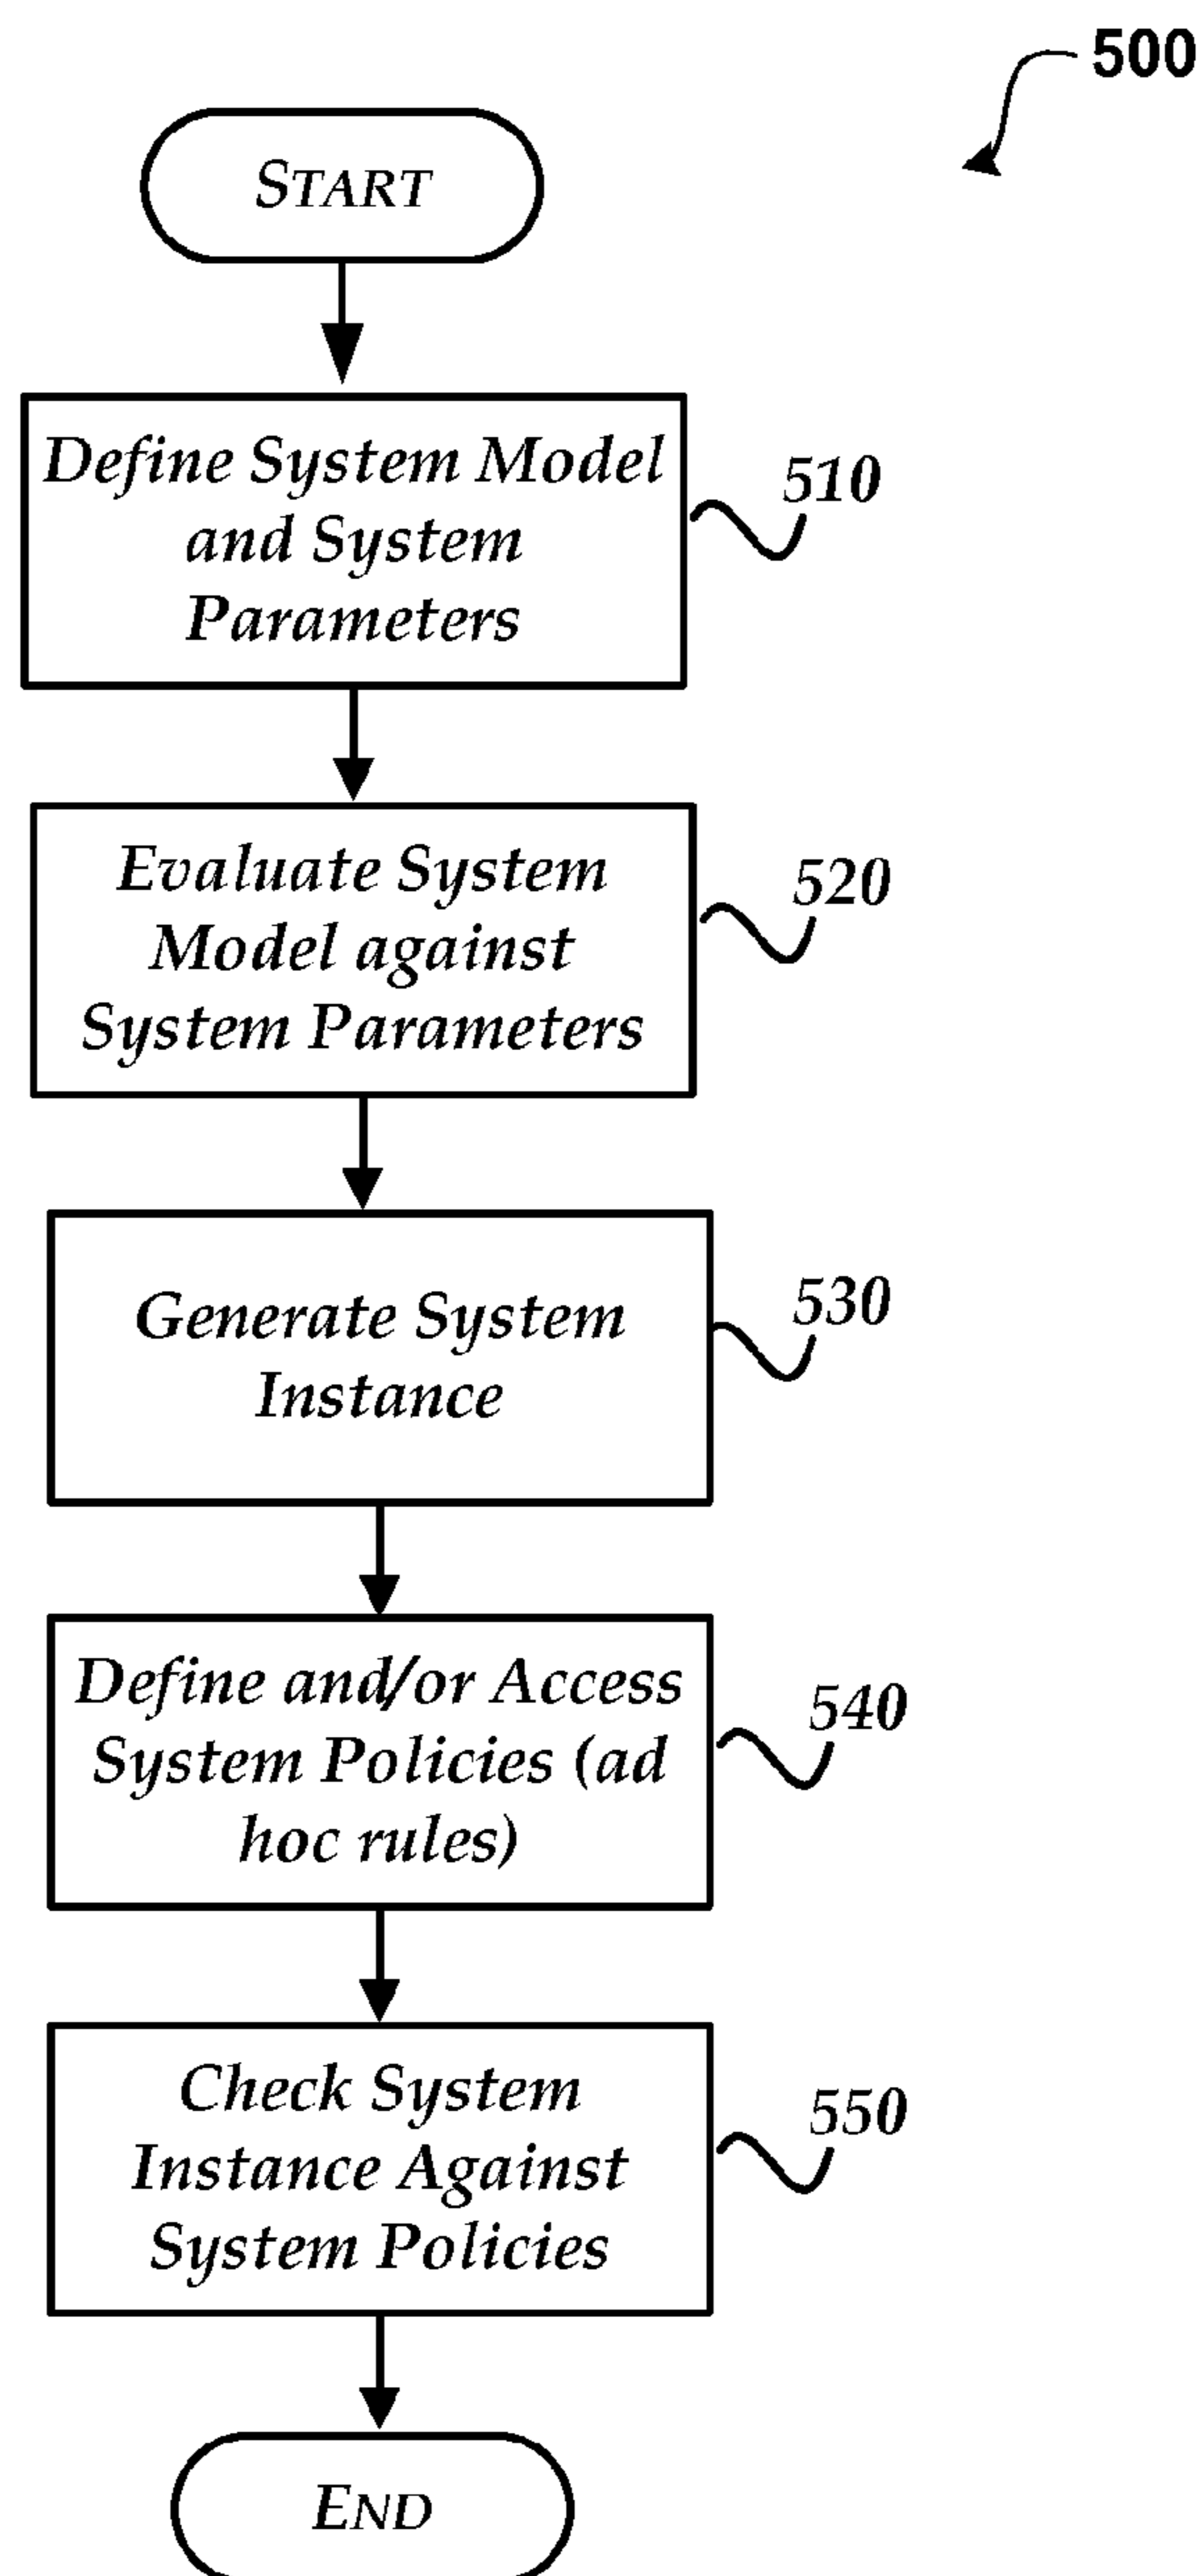 500
START
Define System Model
and System
Parameters
510
Evaluate System
Model against
System Parameters
520
Generate System
Instance
530
Define and/or Access
System Policies (ad
hoc rules)
540
Check System
Instance Against
System Policies
550
END